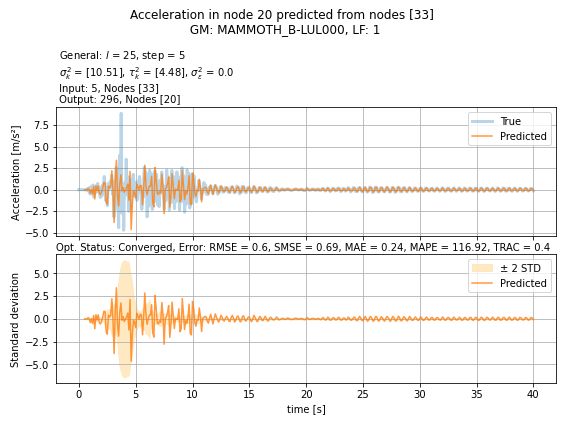 Acceleration in node 20 predicted from nodes [33]
GM: MAMMOTH_B-LUL000, LF: 1
General: l = 25, step = 5
σ²ₖ = [10.51], τ²ₖ = [4.48], σ²ε = 0.0
Input: 5, Nodes [33]
Output: 296, Nodes [20]
True
Predicted
Acceleration [m/s²]
7.5
5.0
2.5
0.0
−2.5
−5.0
Opt. Status: Converged, Error: RMSE = 0.6, SMSE = 0.69, MAE = 0.24, MAPE = 116.92, TRAC = 0.4
± 2 STD
Predicted
Standard deviation
5.0
2.5
0.0
−2.5
−5.0
0 5 10 15 20 25 30 35 40
time [s]